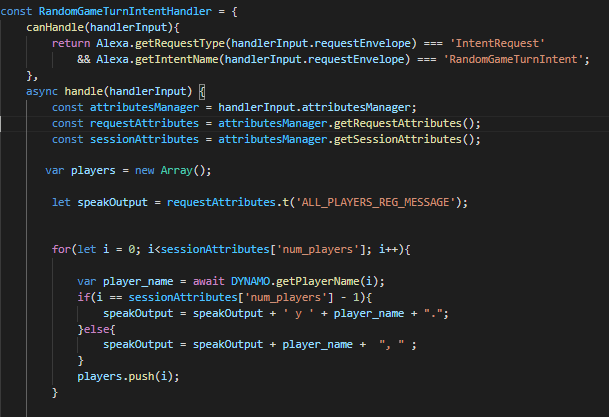 const RandomGameTurnIntentHandler = {
    canHandle(handlerInput){
        return Alexa.getRequestType(handlerInput.requestEnvelope) === 'IntentRequest'
            && Alexa.getIntentName(handlerInput.requestEnvelope) === 'RandomGameTurnIntent';
    },
    async handle(handlerInput) {
        const attributesManager = handlerInput.attributesManager;
        const requestAttributes = attributesManager.getRequestAttributes();
        const sessionAttributes = attributesManager.getSessionAttributes();

       var players = new Array();

        let speakOutput = requestAttributes.t('ALL_PLAYERS_REG_MESSAGE');


        for(let i = 0; i<sessionAttributes['num_players']; i++){

            var player_name = await DYNAMO.getPlayerName(i);
            if(i == sessionAttributes['num_players'] - 1){
                speakOutput = speakOutput + ' y ' + player_name + ".";
            }else{
                speakOutput = speakOutput + player_name +  ", " ;
            }
            players.push(i);
        }